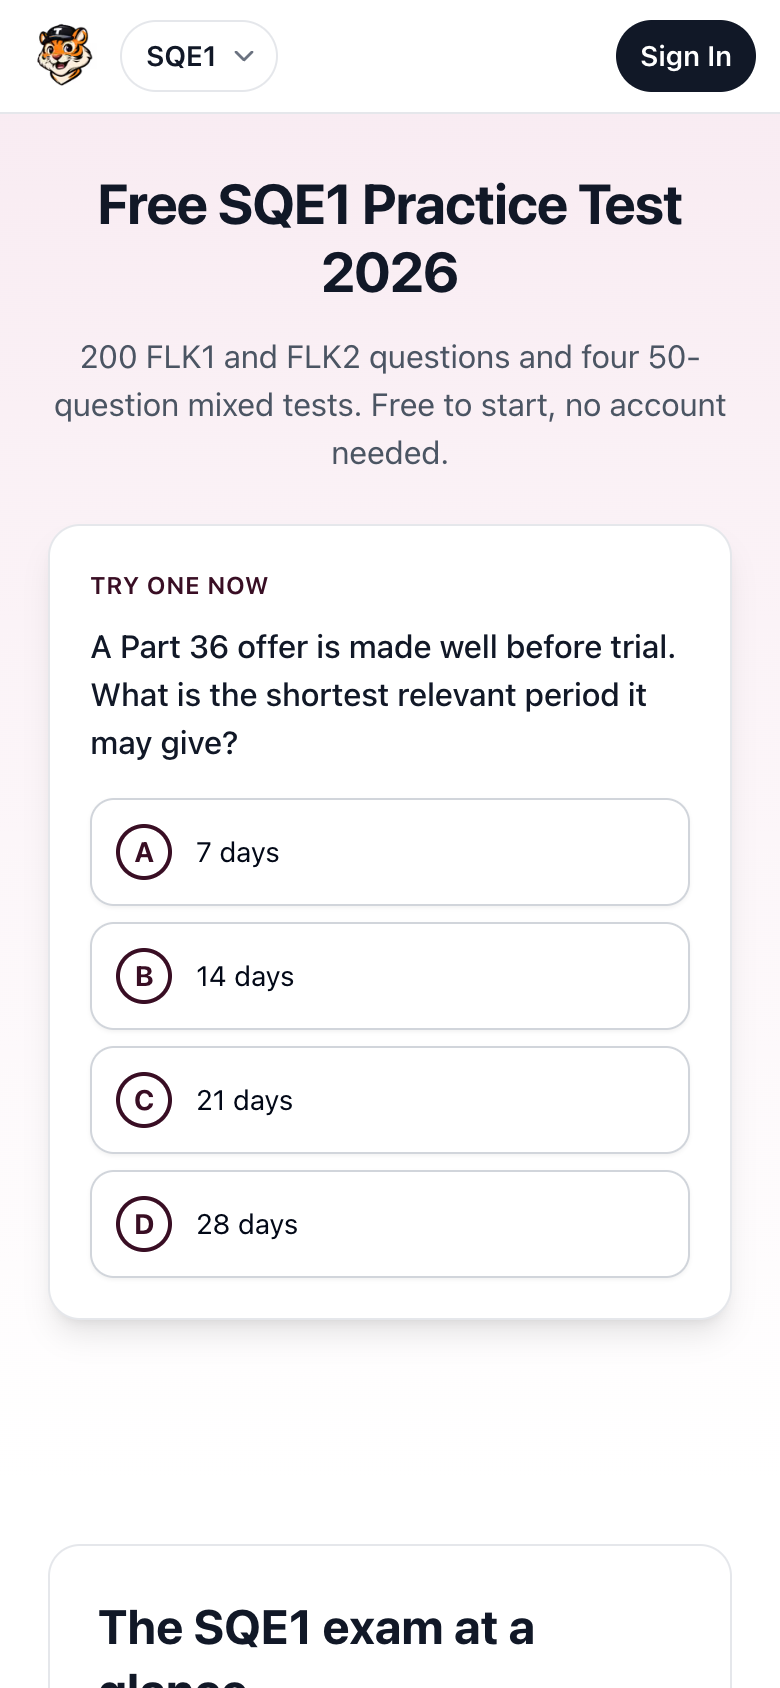 SQE1
Sign In
Free SQE1 Practice Test
2026
200 FLK1 and FLK2 questions and four 50-
question mixed tests. Free to start, no account
needed.
TRY ONE NOW
A Part 36 offer is made well before trial.
What is the shortest relevant period it
may give?
A 7 days
B 14 days
C 21 days
D 28 days
The SQE1 exam at a
glance